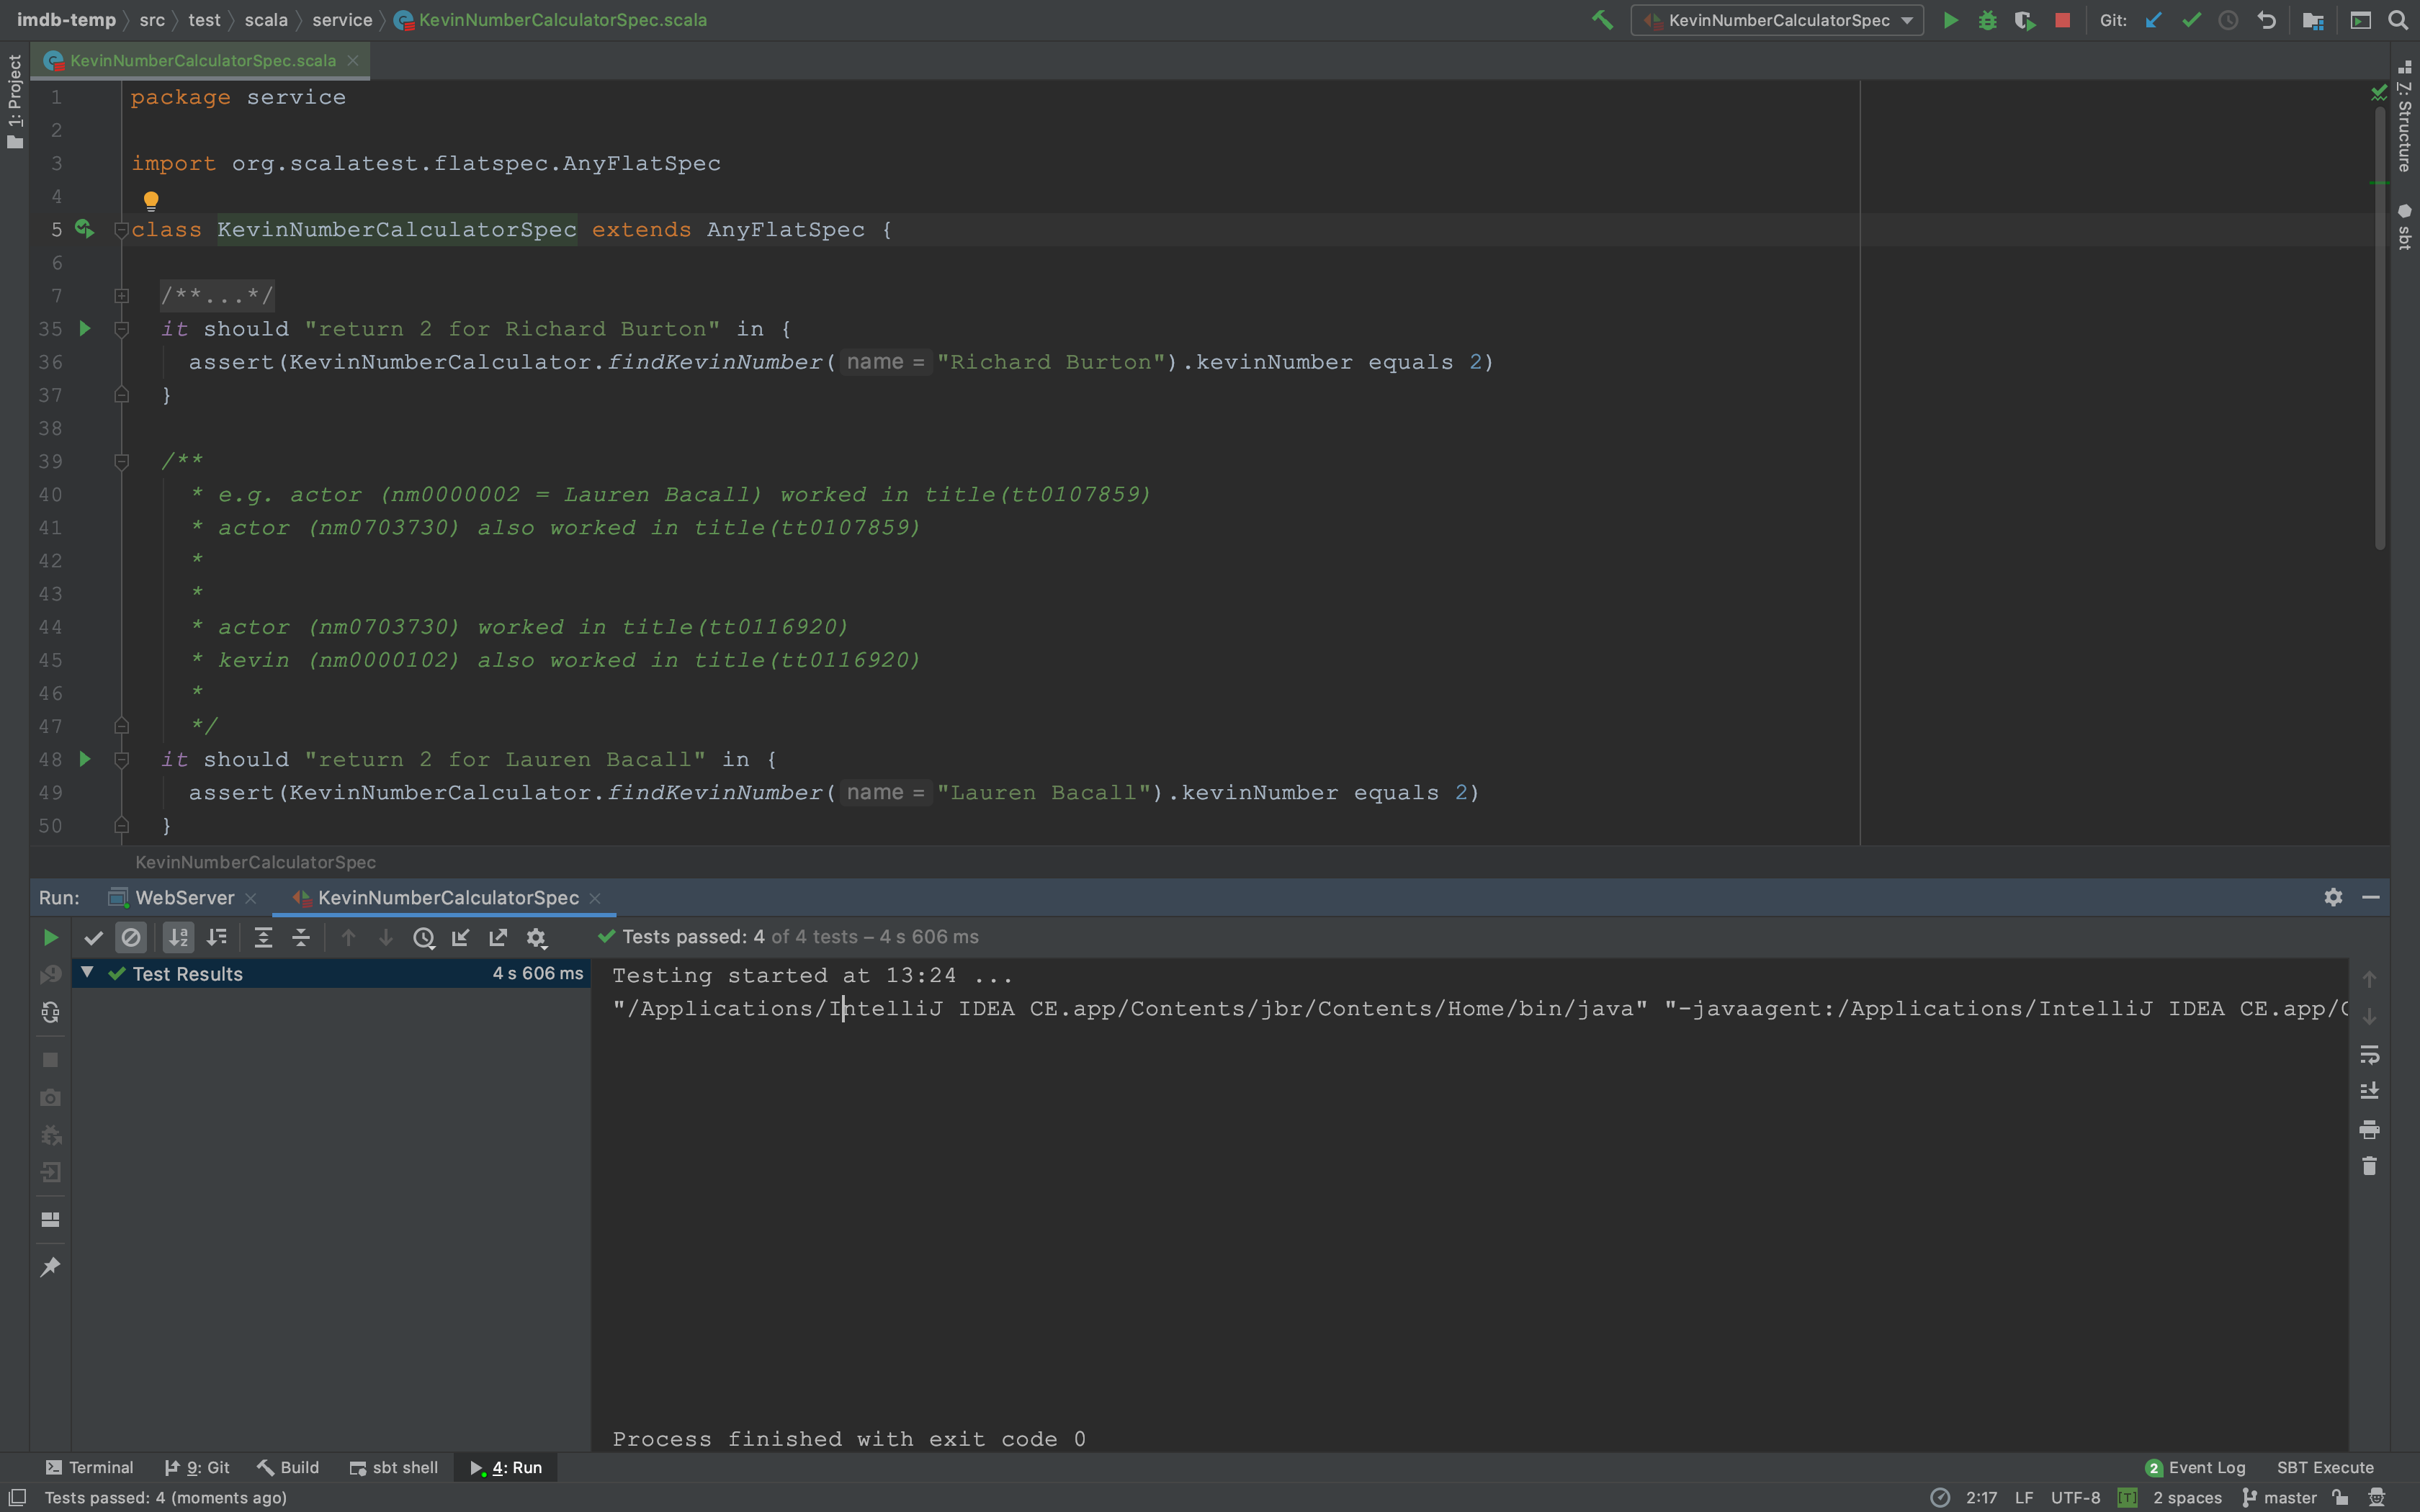 imdb-temp src test scala service KevinNumberCalculatorSpec.scala KevinNumberCalculatorSpec Git:
KevinNumberCalculatorSpec.scala
1: Project
Z: Structure
sbt
1 package service
2
3 import org.scalatest.flatspec.AnyFlatSpec
4
5 class KevinNumberCalculatorSpec extends AnyFlatSpec {
6
7 /**...*/
35 it should "return 2 for Richard Burton" in {
36 assert(KevinNumberCalculator.findKevinNumber( name = "Richard Burton").kevinNumber equals 2)
37 }
38
39 /**
40 * e.g. actor (nm0000002 = Lauren Bacall) worked in title(tt0107859)
41 * actor (nm0703730) also worked in title(tt0107859)
42 *
43 *
44 * actor (nm0703730) worked in title(tt0116920)
45 * kevin (nm0000102) also worked in title(tt0116920)
46 *
47 */
48 it should "return 2 for Lauren Bacall" in {
49 assert(KevinNumberCalculator.findKevinNumber( name = "Lauren Bacall").kevinNumber equals 2)
50 }
KevinNumberCalculatorSpec
Run: WebServer KevinNumberCalculatorSpec
Tests passed: 4 of 4 tests – 4 s 606 ms
Test Results 4 s 606 ms
Testing started at 13:24 ...
"/Applications/IntelliJ IDEA CE.app/Contents/jbr/Contents/Home/bin/java" "-javaagent:/Applications/IntelliJ IDEA CE.app/C
Process finished with exit code 0
Terminal 9: Git Build sbt shell 4: Run 2 Event Log SBT Execute
Tests passed: 4 (moments ago) 2:17 LF UTF-8 [T] 2 spaces master